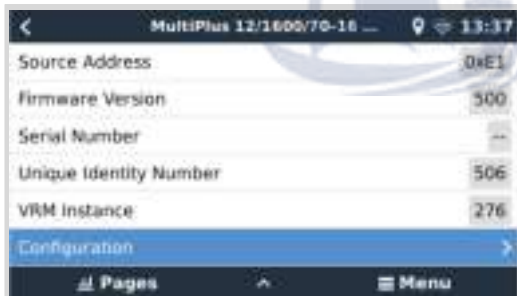 MultiPlus 12/1600/70-16 ... 13:37
Source Address 0xE1
Firmware Version 500
Serial Number --
Unique Identity Number 506
VRM Instance 276
Configuration
Pages Menu